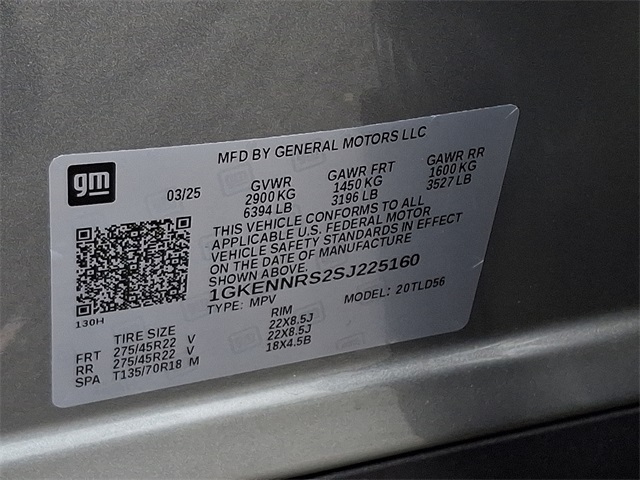 gm
MFD BY GENERAL MOTORS LLC
03/25 GVWR GAWR FRT GAWR RR
2900 KG 1450 KG 1600 KG
6394 LB 3196 LB 3527 LB
THIS VEHICLE CONFORMS TO ALL
APPLICABLE U.S. FEDERAL MOTOR
VEHICLE SAFETY STANDARDS IN EFFECT
ON THE DATE OF MANUFACTURE
SHOWN ABOVE.
1GKENNRS2SJ225160
TYPE: MPV MODEL: 20TLD56
130H
TIRE SIZE RIM
FRT 275/45R22 V 22X8.5J
RR 275/45R22 V 22X8.5J
SPA T135/70R18 M 18X4.5B